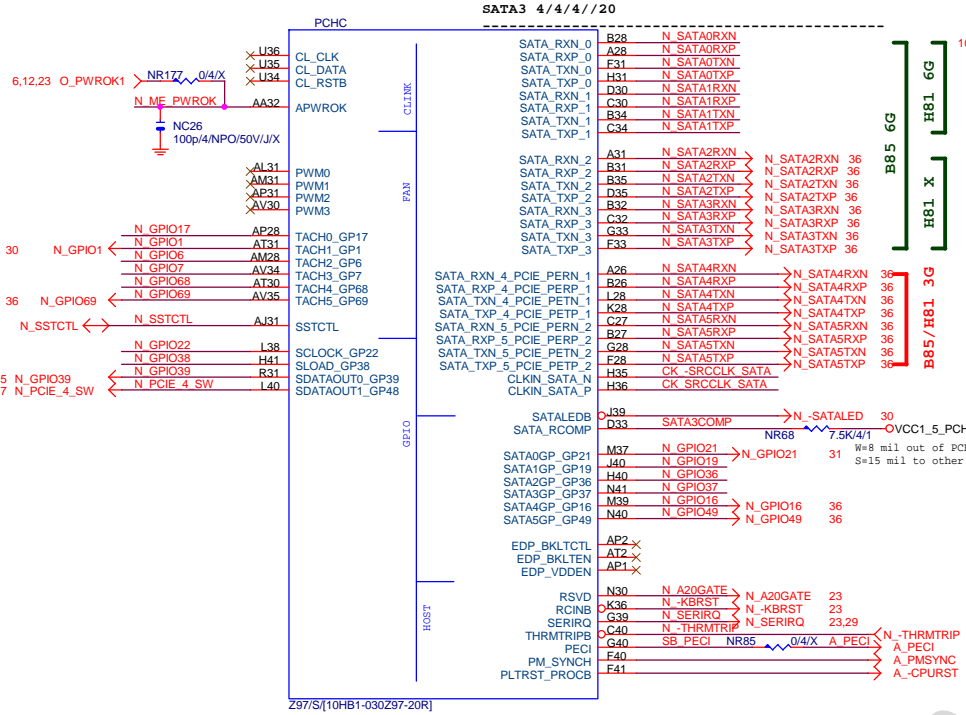 SATA3 4/4/4//20
PCHC
6,12,23 O_PWROK1
NR177 0/4/X
N_ME_PWROK
NC26
100p/4/NPO/50V/J/X
U36 CL_CLK
U35 CL_DATA
U34 CL_RSTB
AA32 APWROK
CLINK
AL31 PWM0
AM31 PWM1
AP31 PWM2
AV30 PWM3
FAN
N_GPIO17 AP28 TACH0_GP17
30 N_GPIO1 N_GPIO1 AT31 TACH1_GP1
N_GPIO6 AM28 TACH2_GP6
N_GPIO7 AV34 TACH3_GP7
N_GPIO68 AT30 TACH4_GP68
36 N_GPIO69 N_GPIO69 AV35 TACH5_GP69
N_SSTCTL N_SSTCTL AJ31 SSTCTL
N_GPIO22 L38 SCLOCK_GP22
N_GPIO38 H41 SLOAD_GP38
5 N_GPIO39 N_GPIO39 R31 SDATAOUT0_GP39
7 N_PCIE_4_SW N_PCIE_4_SW L40 SDATAOUT1_GP48
GPIO
HOST
SATA_RXN_0 B28 N_SATA0RXN
SATA_RXP_0 A28 N_SATA0RXP
SATA_TXN_0 F31 N_SATA0TXN
SATA_TXP_0 H31 N_SATA0TXP
SATA_RXN_1 D30 N_SATA1RXN
SATA_RXP_1 C30 N_SATA1RXP
SATA_TXN_1 B34 N_SATA1TXN
SATA_TXP_1 C34 N_SATA1TXP
SATA_RXN_2 A31 N_SATA2RXN N_SATA2RXN 36
SATA_RXP_2 B31 N_SATA2RXP N_SATA2RXP 36
SATA_TXN_2 B35 N_SATA2TXN N_SATA2TXN 36
SATA_TXP_2 D35 N_SATA2TXP N_SATA2TXP 36
SATA_RXN_3 B32 N_SATA3RXN N_SATA3RXN 36
SATA_RXP_3 C32 N_SATA3RXP N_SATA3RXP 36
SATA_TXN_3 G33 N_SATA3TXN N_SATA3TXN 36
SATA_TXP_3 F33 N_SATA3TXP N_SATA3TXP 36
10
B85 6G
H81 6G
H81 X
SATA_RXN_4_PCIE_PERN_1 A26 N_SATA4RXN N_SATA4RXN 36
SATA_RXP_4_PCIE_PERP_1 B26 N_SATA4RXP N_SATA4RXP 36
SATA_TXN_4_PCIE_PETN_1 L28 N_SATA4TXN N_SATA4TXN 36
SATA_TXP_4_PCIE_PETP_1 K28 N_SATA4TXP N_SATA4TXP 36
SATA_RXN_5_PCIE_PERN_2 C27 N_SATA5RXN N_SATA5RXN 36
SATA_RXP_5_PCIE_PERP_2 B27 N_SATA5RXP N_SATA5RXP 36
SATA_TXN_5_PCIE_PETN_2 G28 N_SATA5TXN N_SATA5TXN 36
SATA_TXP_5_PCIE_PETP_2 F28 N_SATA5TXP N_SATA5TXP 36
B85/H81 3G
CLKIN_SATA_N H35 CK_-SRCCLK_SATA
CLKIN_SATA_P H36 CK_SRCCLK_SATA
SATALEDB J39 N_-SATALED 30
SATA_RCOMP D33 SATA3COMP NR68 7.5K/4/1 VCC1_5_PCH
W=8 mil out of PCH
S=15 mil to other
SATA0GP_GP21 M37 N_GPIO21 N_GPIO21 31
SATA1GP_GP19 J40 N_GPIO19
SATA2GP_GP36 H40 N_GPIO36
SATA3GP_GP37 N41 N_GPIO37
SATA4GP_GP16 M39 N_GPIO16 N_GPIO16 36
SATA5GP_GP49 N40 N_GPIO49 N_GPIO49 36
EDP_BKLTCTL AP2
EDP_BKLTEN AT2
EDP_VDDEN AP1
RSVD N30 N_A20GATE N_A20GATE 23
RCINB K36 N_-KBRST N_-KBRST 23
SERIRQ G39 N_SERIRQ N_SERIRQ 23,29
THRMTRIPB C40 N_-THRMTRIP N_-THRMTRIP
PECI G40 SB_PECI NR85 0/4/X A_PECI A_PECI
PM_SYNCH F40 A_PMSYNC
PLTRST_PROCB F41 A_-CPURST
Z97/S/[10HB1-030Z97-20R]